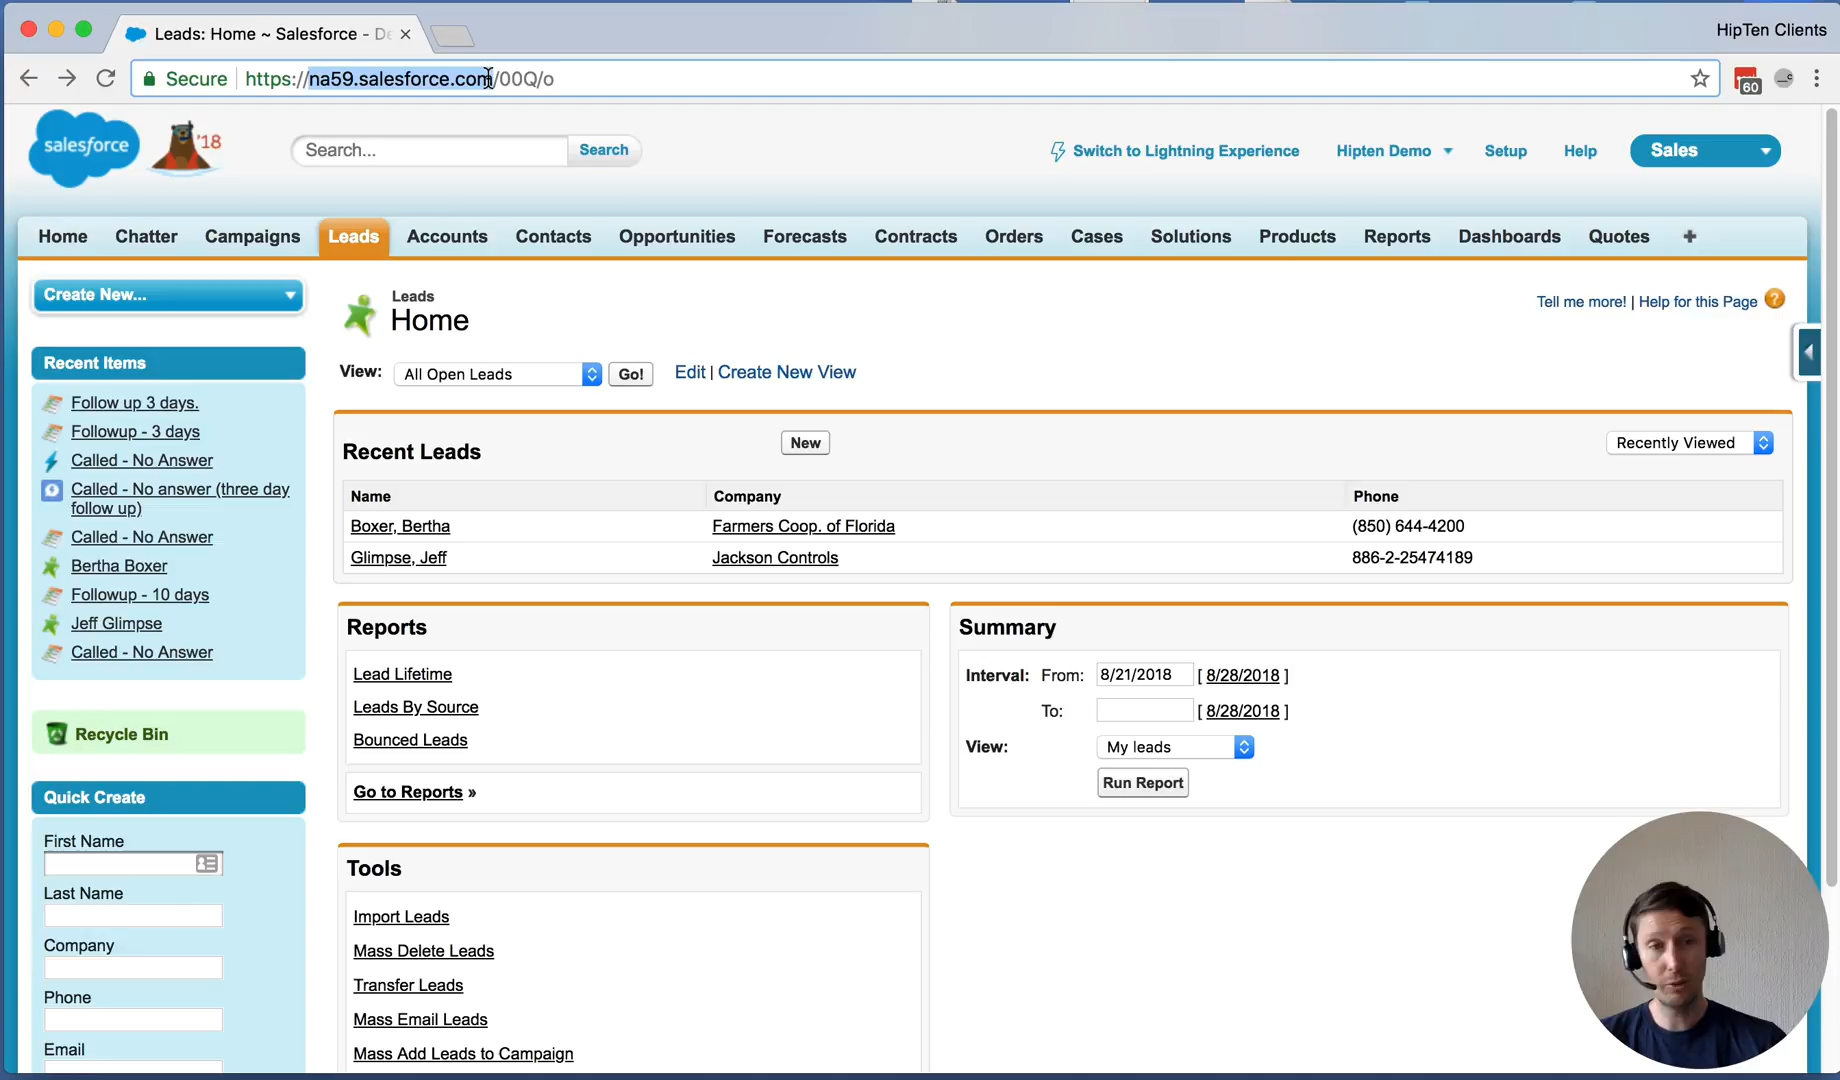 Leads: Home ~ Salesforce - De
HipTen Clients
Secure
https://na59.salesforce.com/00Q/o
60
salesforce
'18
Search...
Search
Switch to Lightning Experience
Hipten Demo
Setup
Help
Sales
Home
Chatter
Campaigns
Leads
Accounts
Contacts
Opportunities
Forecasts
Contracts
Orders
Cases
Solutions
Products
Reports
Dashboards
Quotes
+
Create New...
Recent Items
Follow up 3 days.
Followup - 3 days
Called - No Answer
Called - No answer (three day
follow up)
Called - No Answer
Bertha Boxer
Followup - 10 days
Jeff Glimpse
Called - No Answer
Recycle Bin
Quick Create
First Name
Last Name
Company
Phone
Email
Leads
Home
Tell me more! | Help for this Page
?
View:
All Open Leads
Go!
Edit | Create New View
Recent Leads
New
Recently Viewed
Name
Company
Phone
Boxer, Bertha
Farmers Coop. of Florida
(850) 644-4200
Glimpse, Jeff
Jackson Controls
886-2-25474189
Reports
Lead Lifetime
Leads By Source
Bounced Leads
Go to Reports »
Summary
Interval:
From:
8/21/2018
[ 8/28/2018 ]
To:
[ 8/28/2018 ]
View:
My leads
Run Report
Tools
Import Leads
Mass Delete Leads
Transfer Leads
Mass Email Leads
Mass Add Leads to Campaign